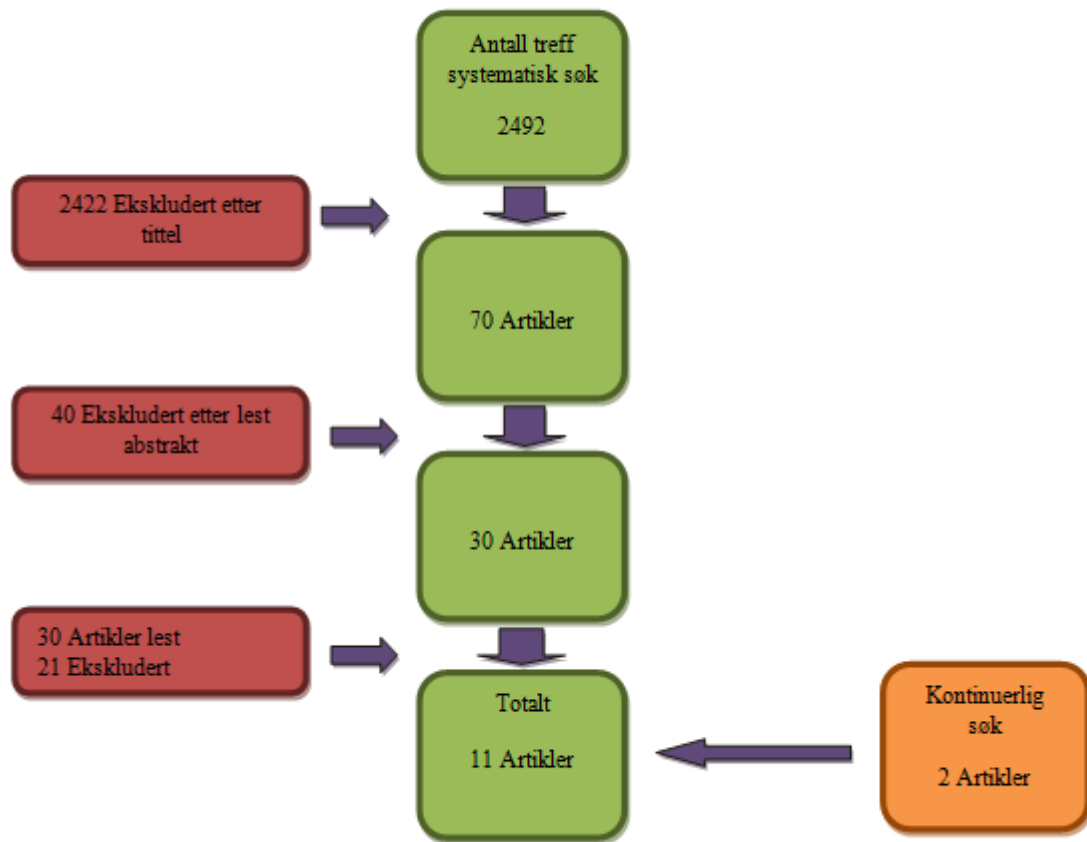 Antall treff
systematisk søk
2492
2422 Ekskludert etter
tittel
70 Artikler
40 Ekskludert etter lest
abstrakt
30 Artikler
30 Artikler lest
21 Ekskludert
Totalt
11 Artikler
Kontinuerlig
søk
2 Artikler